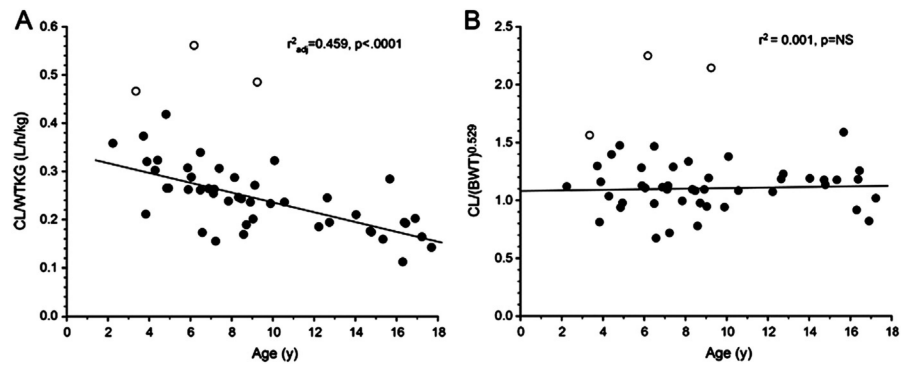 A
r²adj=0.459, p<.0001
CL/WTKG (L/h/kg)
0.6
0.5
0.4
0.3
0.2
0.1
0.0
0 2 4 6 8 10 12 14 16 18
Age (y)
B
r² = 0.001, p=NS
CL/(BWT)^0.529
2.5
2.0
1.5
1.0
0.5
0.0
0 2 4 6 8 10 12 14 16 18
Age (y)